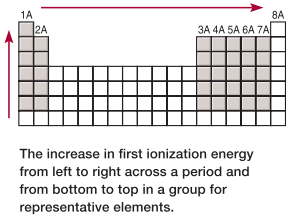 1A
8A
2A
3A 4A 5A 6A 7A
The increase in first ionization energy
from left to right across a period and
from bottom to top in a group for
representative elements.